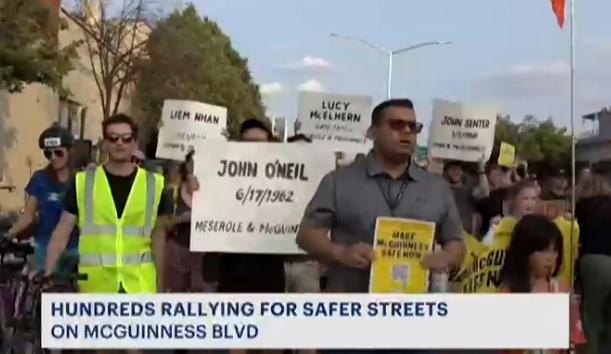 LIEM NHAN
LUCY
McELHERN
JOHN SENTER
JOHN O'NEIL
6/17/1962
MESEROLE & McGUIN
MAKE
McGUINNESS
SAFE NOW
HUNDREDS RALLYING FOR SAFER STREETS
ON MCGUINNESS BLVD